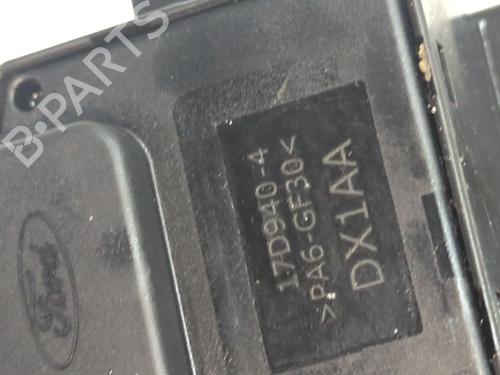 B·PARTS
17D940-4
>PA6-GF30<
DX1AA
Ford